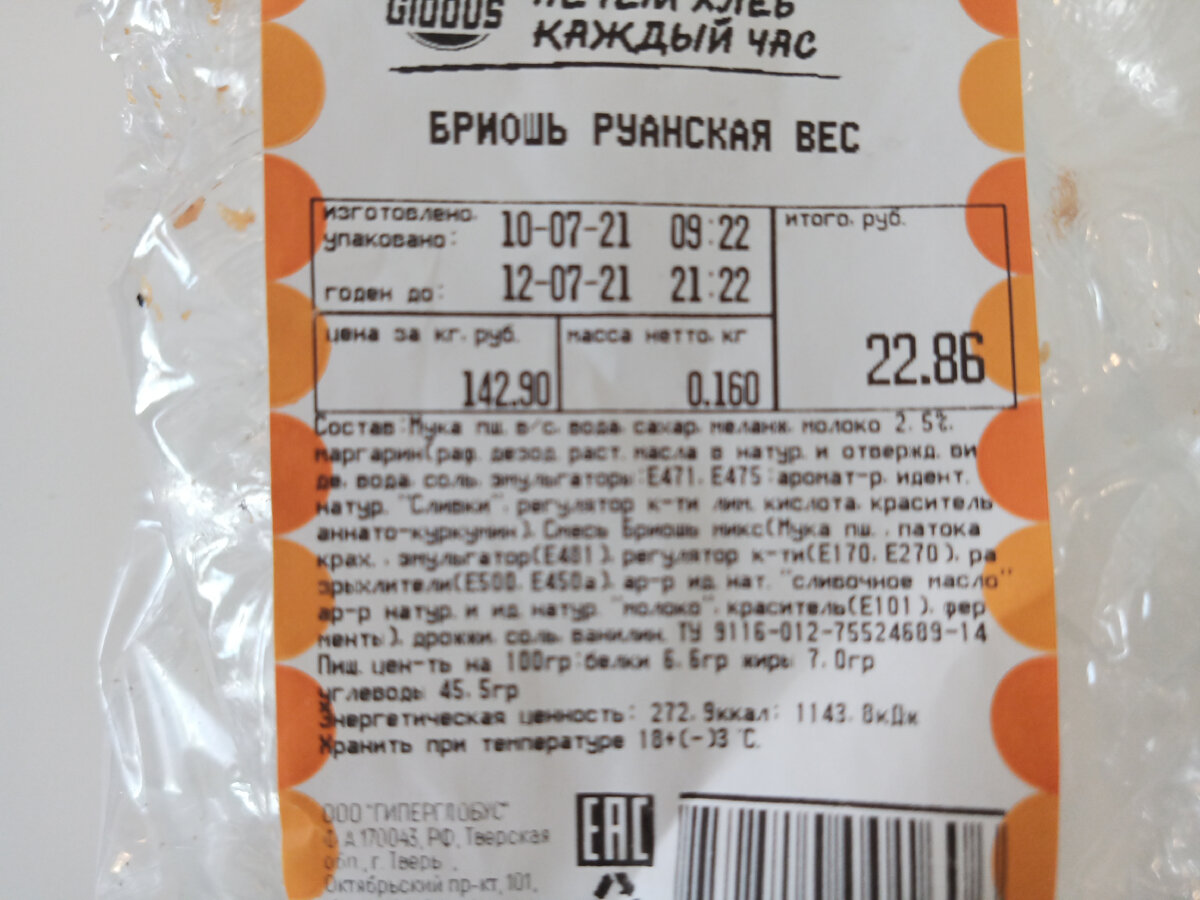 Globus ПЕЧЕМ ХЛЕБ
КАЖДЫЙ ЧАС
БРИОШЬ РУАНСКАЯ ВЕС
изготовлено, 10-07-21 09:22 итого, руб.
упаковано:
годен до: 12-07-21 21:22
цена за кг, руб. масса нетто, кг
142.90 0.160 22.86
Состав:Мука пш. в/с, вода, сахар, меланж, молоко 2.5%,
маргарин(раф. дезод. раст. масла в натур. и отвержд. ви
де, вода, соль, эмульгаторы:Е471, Е475:аромат-р. идент.
натур. "Сливки", регулятор к-ти лим. кислота, краситель
аннато-куркумин), Смесь Бриошь микс(Мука пш., патока
крах., эмульгатор(Е481), регулятор к-ти(Е170, Е270), ра
зрыхлители(Е500, Е450а), ар-р ид. нат. "сливочное масло"
ар-р натур. и ид. натур. "молоко", краситель(Е101), фер
менты), дрожжи, соль, ванилин. ТУ 9116-012-75524609-14
Пищ. цен-ть на 100гр:белки 6.6гр жиры 7.0гр
углеводы 45.5гр
Энергетическая ценность: 272.9ккал: 1143.8кДж
Хранить при температуре 18+(-)3°С.
ООО "ГИПЕРГЛОБУС"
Ф.А.170043, РФ, Тверская
обл., г. Тверь,
Октябрьский пр-кт, 101,
EAC